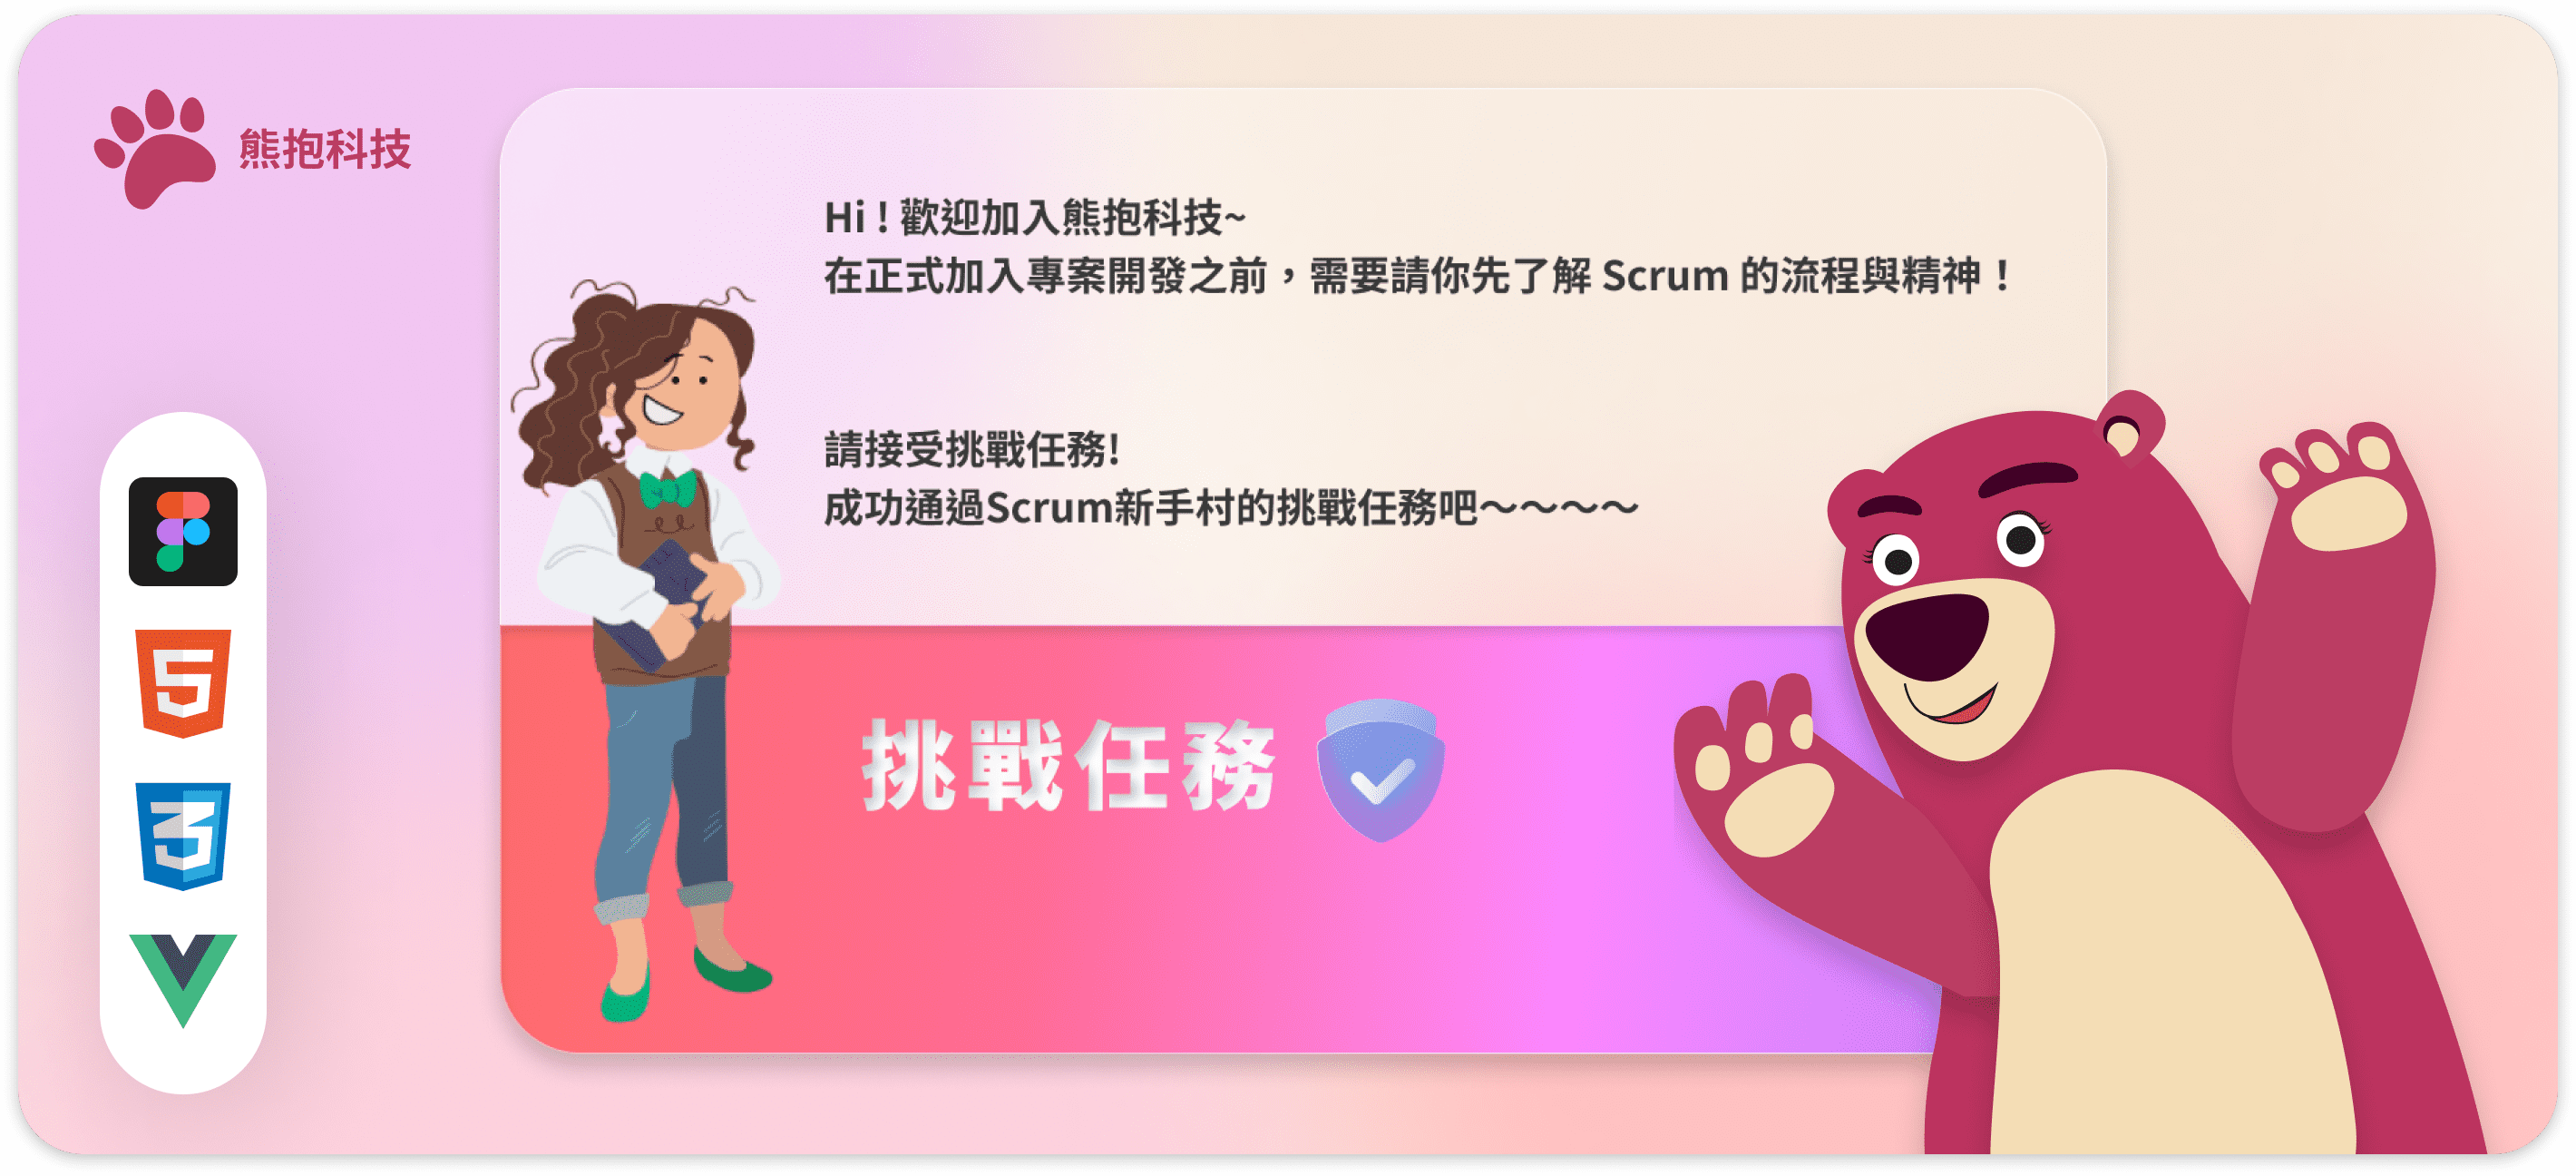 熊抱科技
Hi！歡迎加入熊抱科技~
在正式加入專案開發之前，需要請你先了解 Scrum 的流程與精神！
請接受挑戰任務!
成功通過Scrum新手村的挑戰任務吧～～～～
挑戰任務